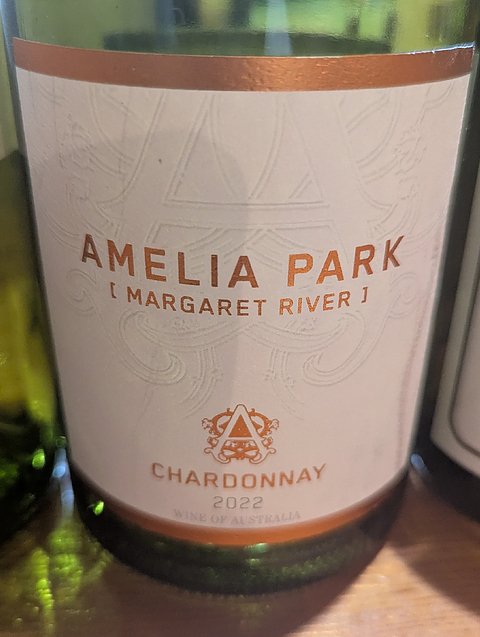 AMELIA PARK
[ MARGARET RIVER ]
A
CHARDONNAY
2022
WINE OF AUSTRALIA